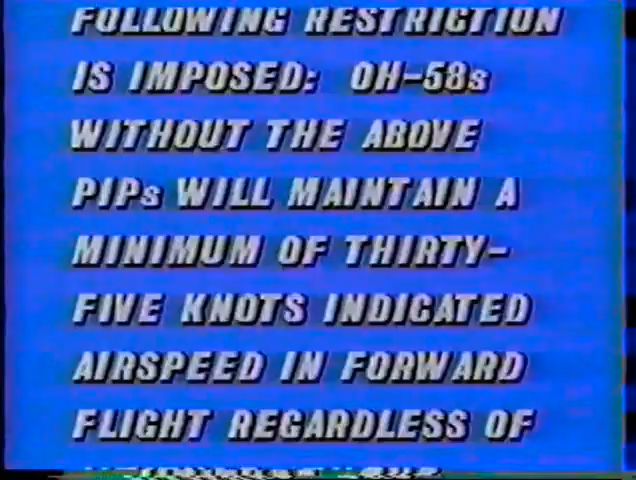 FOLLOWING RESTRICTION
IS IMPOSED: OH-58s
WITHOUT THE ABOVE
PIPs WILL MAINTAIN A
MINIMUM OF THIRTY-
FIVE KNOTS INDICATED
AIRSPEED IN FORWARD
FLIGHT REGARDLESS OF